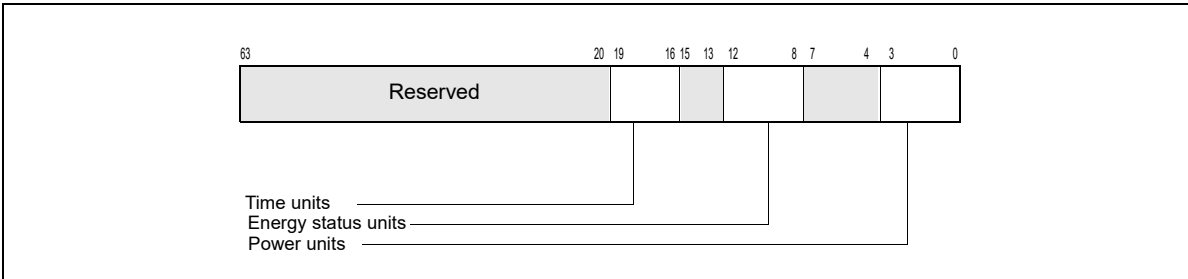 63 20 19 16 15 13 12 8 7 4 3 0
Reserved
Time units
Energy status units
Power units